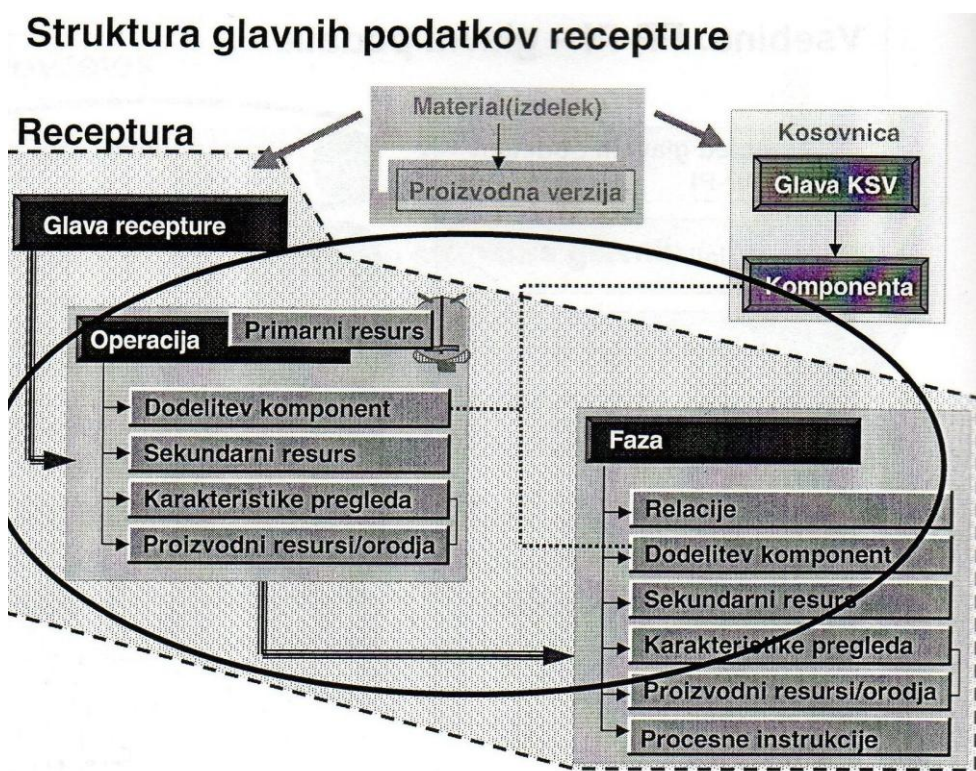 Struktura glavnih podatkov recepture
Material(izdelek)
Proizvodna verzija
Receptura
Kosovnica
Glava KSV
Komponenta
Glava recepture
Operacija
Primarni resurs
Dodelitev komponent
Sekundarni resurs
Karakteristike pregleda
Proizvodni resursi/orodja
Faza
Relacije
Dodelitev komponent
Sekundarni resurs
Karakteristike pregleda
Proizvodni resursi/orodja
Procesne instrukcije